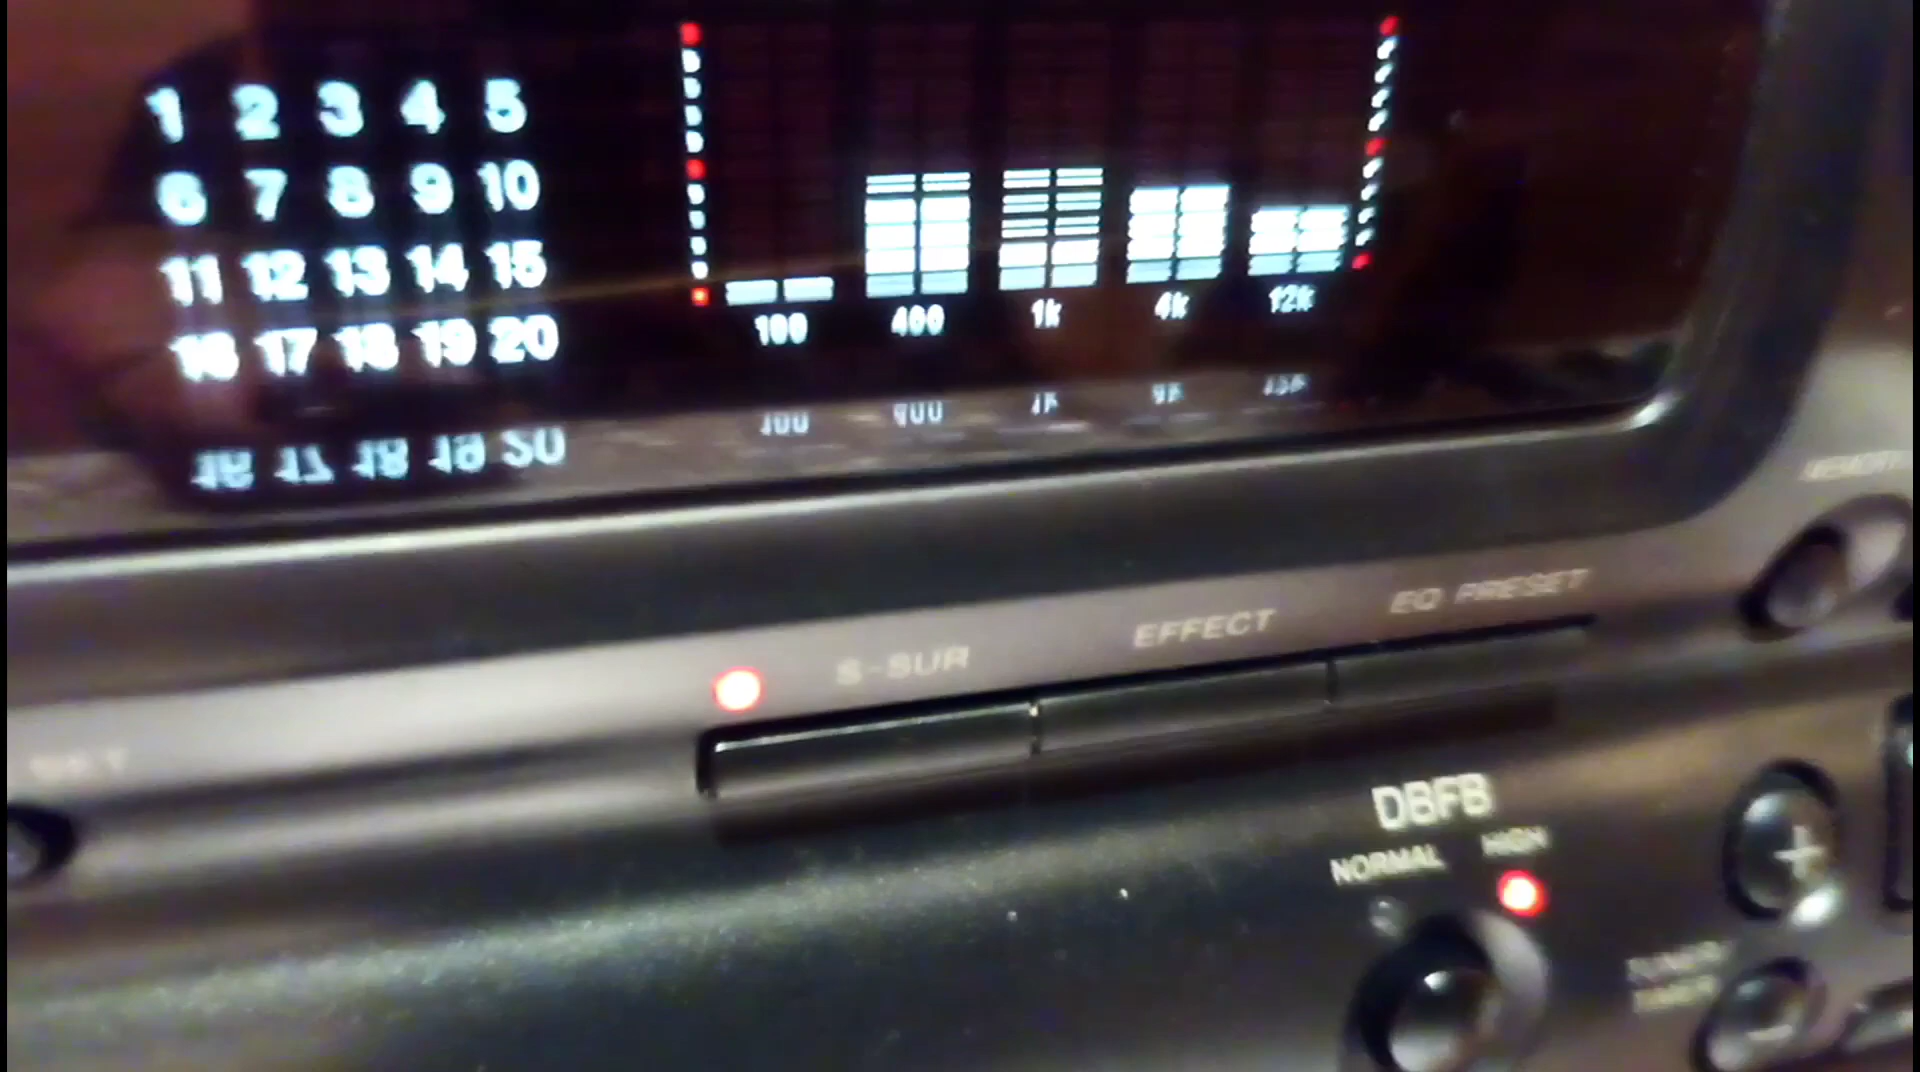 1 2 3 4 5
6 7 8 9 10
11 12 13 14 15
16 17 18 19 20
100 400 1k 4k 12k
S-SUR EFFECT EQ PRESET
DBFB
NORMAL HIGH